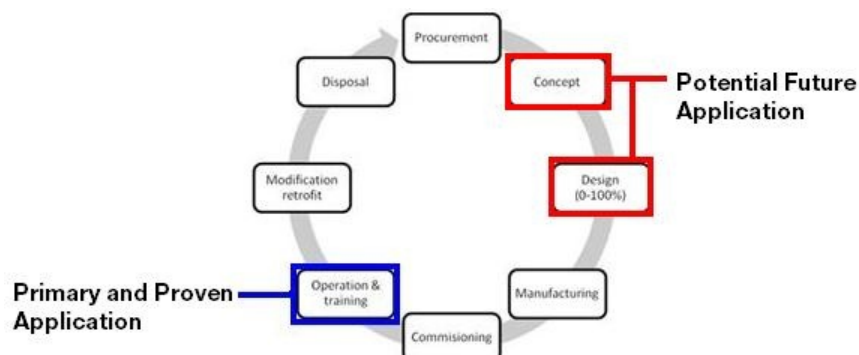 Procurement
Concept
Potential Future
Application
Disposal
Modification
retrofit
Design
(0-100%)
Operation &
training
Manufacturing
Primary and Proven
Application
Commisioning